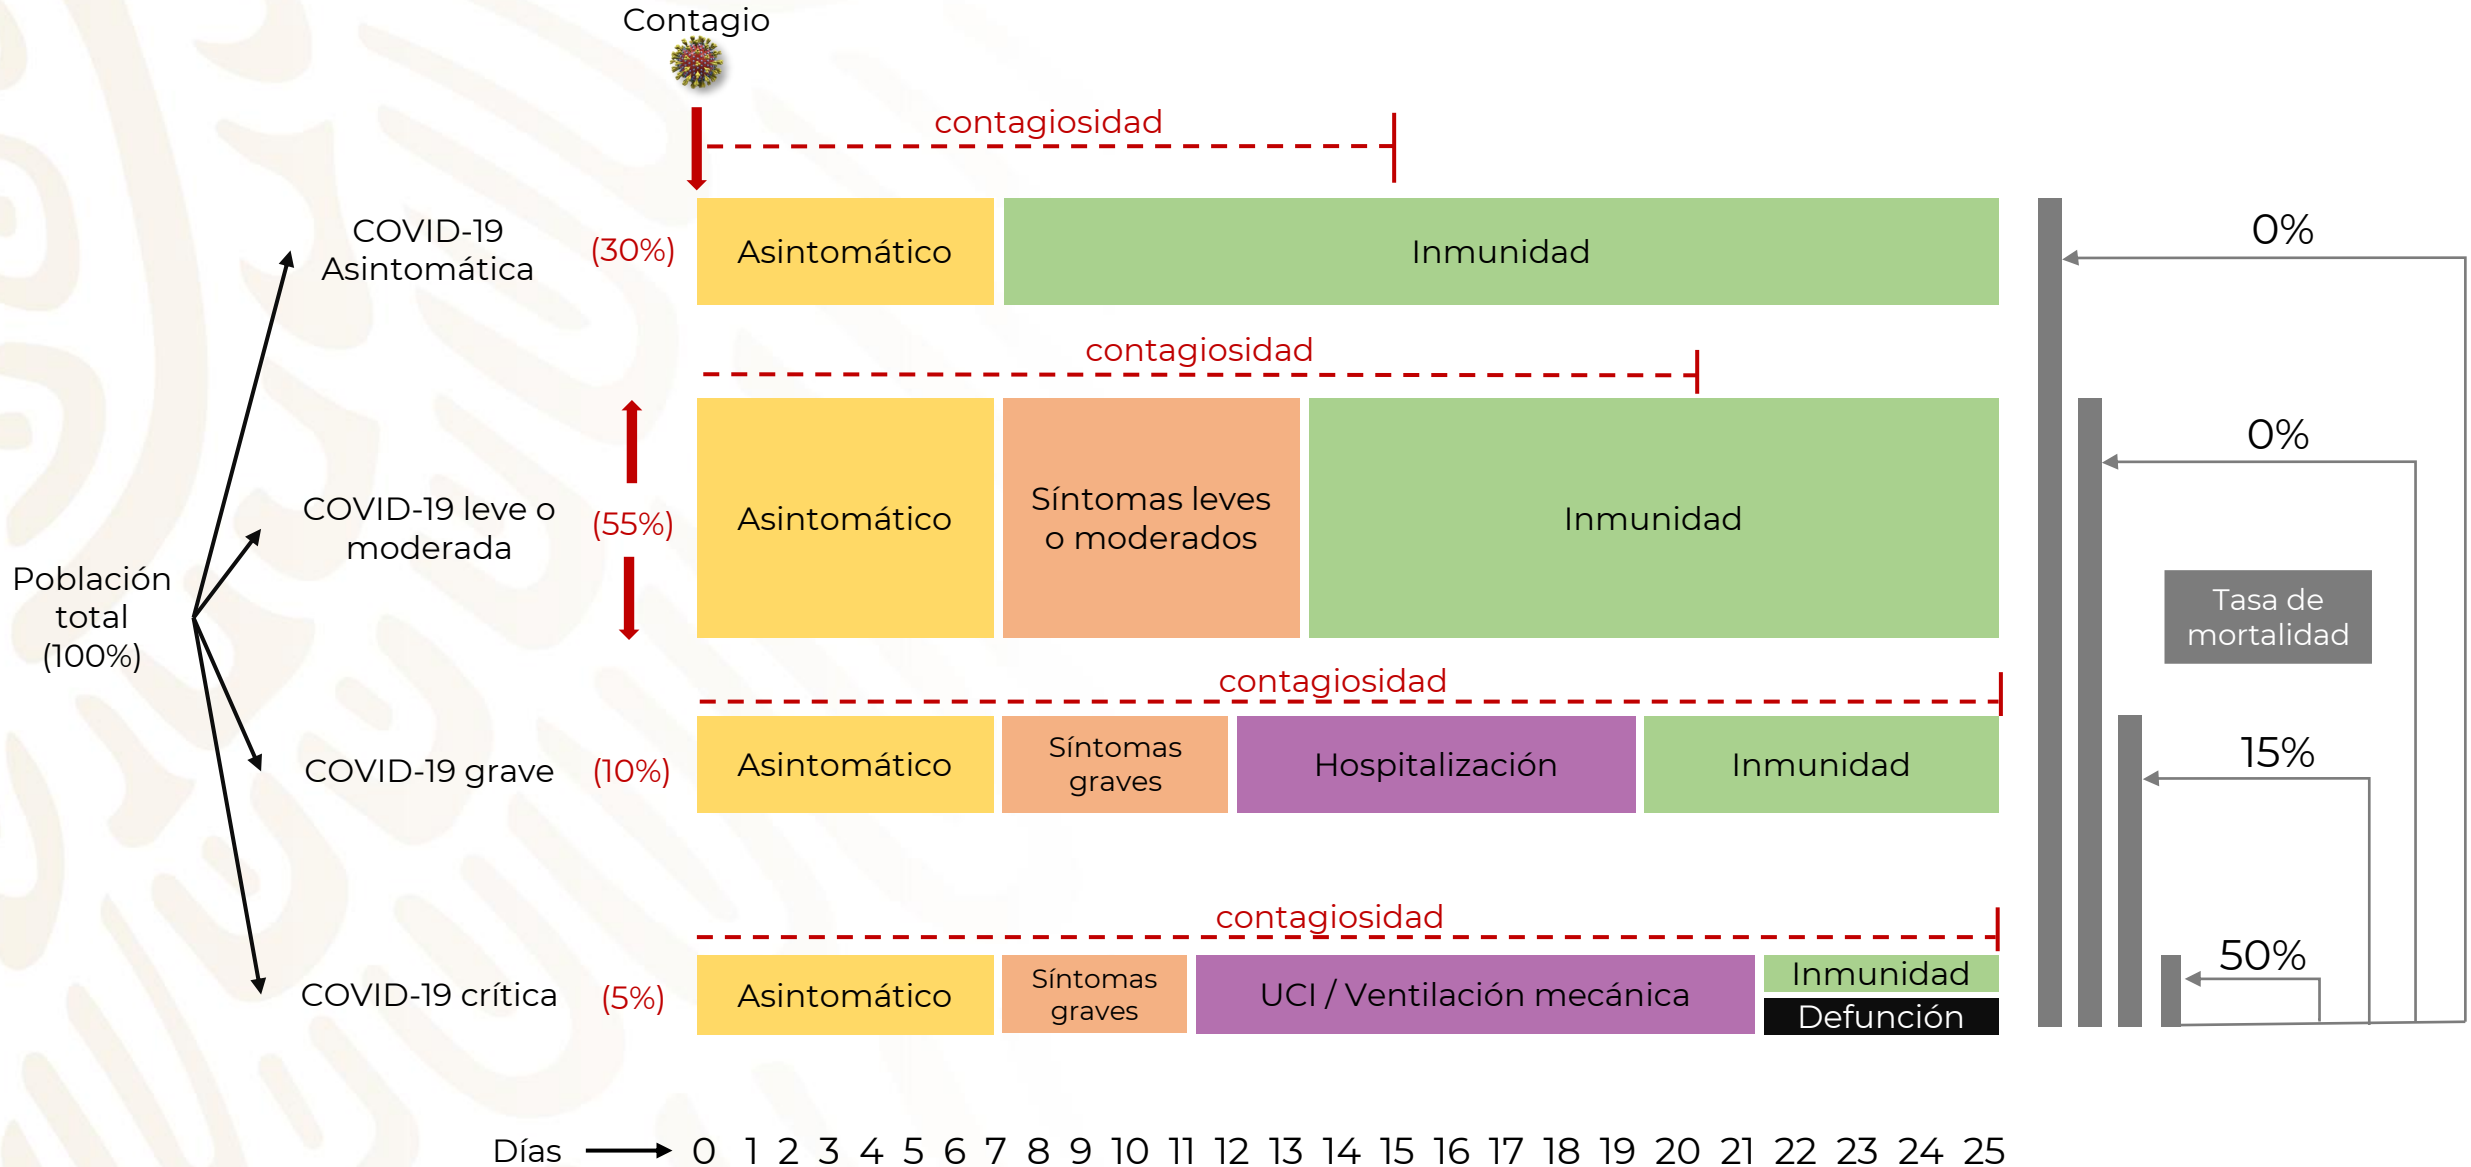 Contagio
contagiosidad
COVID-19
Asintomática
(30%)
Asintomático
Inmunidad
0%
contagiosidad
COVID-19 leve o
moderada
(55%)
Asintomático
Síntomas leves
o moderados
Inmunidad
0%
Población
total
(100%)
Tasa de
mortalidad
contagiosidad
COVID-19 grave
(10%)
Asintomático
Síntomas
graves
Hospitalización
Inmunidad
15%
contagiosidad
COVID-19 crítica
(5%)
Asintomático
Síntomas
graves
UCI / Ventilación mecánica
Inmunidad
Defunción
50%
Días 0 1 2 3 4 5 6 7 8 9 10 11 12 13 14 15 16 17 18 19 20 21 22 23 24 25